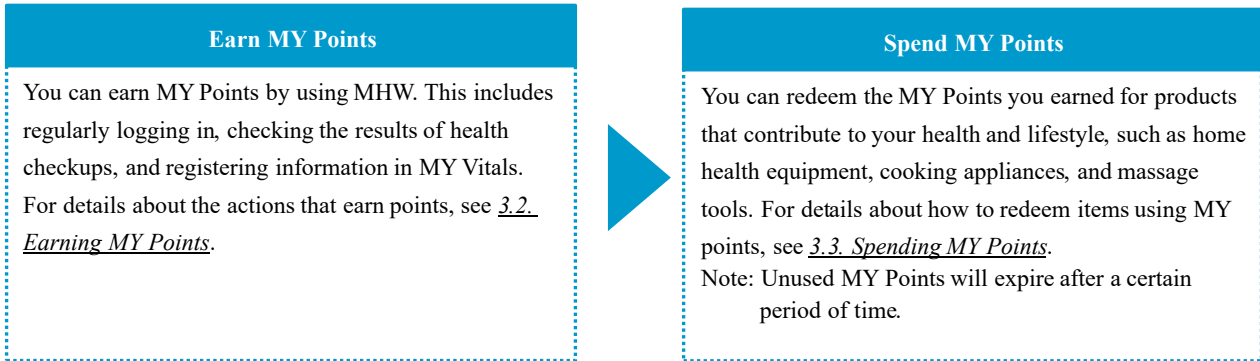 Earn MY Points
You can earn MY Points by using MHW. This includes
regularly logging in, checking the results of health
checkups, and registering information in MY Vitals.
For details about the actions that earn points, see 3.2.
Earning MY Points.
Spend MY Points
You can redeem the MY Points you earned for products
that contribute to your health and lifestyle, such as home
health equipment, cooking appliances, and massage
tools. For details about how to redeem items using MY
points, see 3.3. Spending MY Points.
Note: Unused MY Points will expire after a certain
period of time.